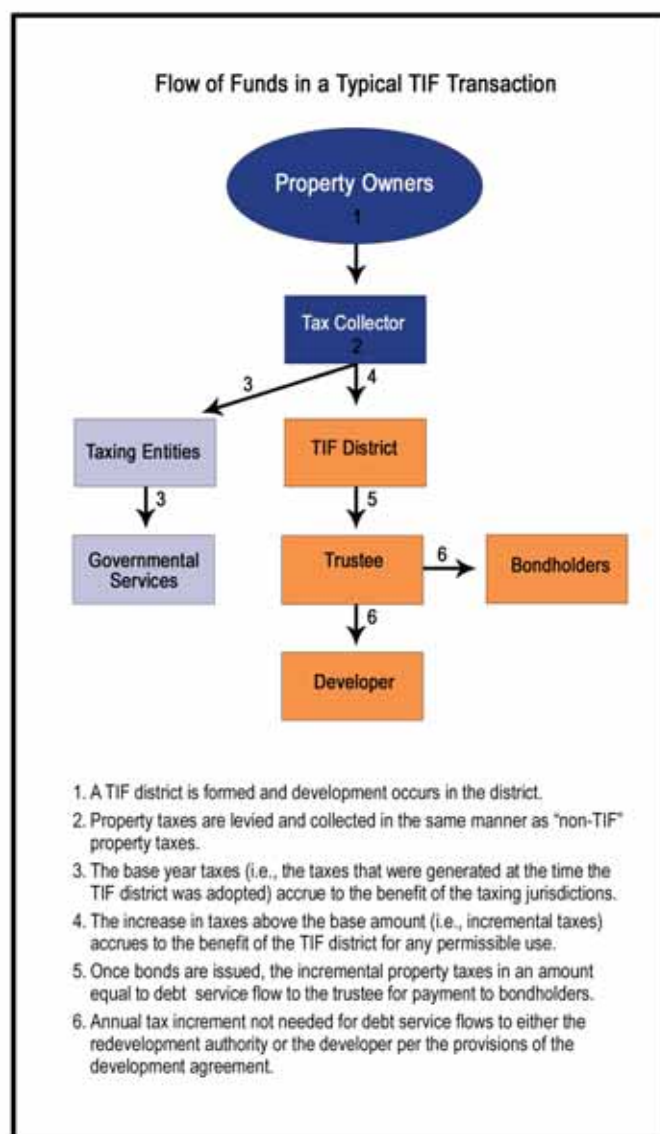 Flow of Funds in a Typical TIF Transaction
Property Owners
1
Tax Collector
2
3
4
Taxing Entities
TIF District
3
5
Governmental
Services
Trustee
6
Bondholders
6
Developer
1. A TIF district is formed and development occurs in the district.
2. Property taxes are levied and collected in the same manner as “non-TIF”
property taxes.
3. The base year taxes (i.e., the taxes that were generated at the time the
TIF district was adopted) accrue to the benefit of the taxing jurisdictions.
4. The increase in taxes above the base amount (i.e., incremental taxes)
accrues to the benefit of the TIF district for any permissible use.
5. Once bonds are issued, the incremental property taxes in an amount
equal to debt service flow to the trustee for payment to bondholders.
6. Annual tax increment not needed for debt service flows to either the
redevelopment authority or the developer per the provisions of the
development agreement.